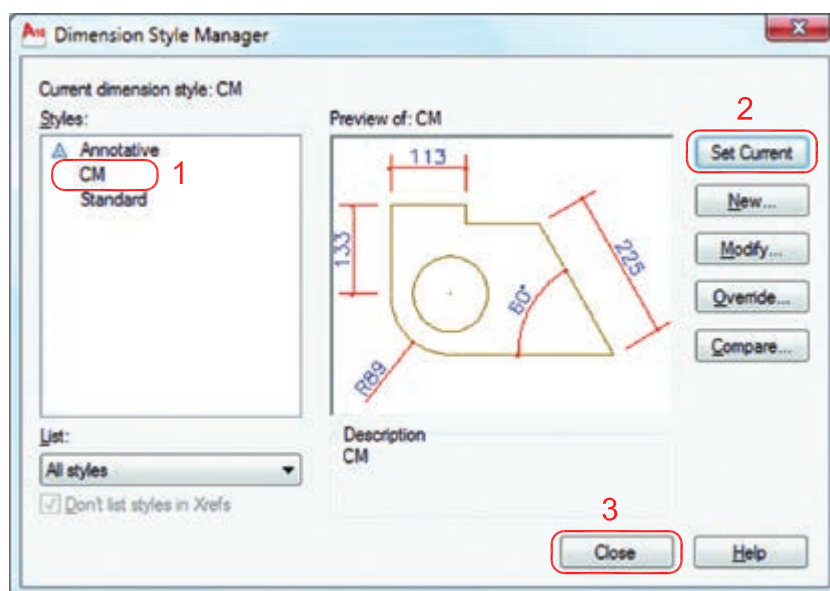 Dimension Style Manager
Current dimension style: CM
Styles:
Annotative
CM
Standard
1
Preview of: CM
113
133
225
60°
R89
2
Set Current
New...
Modify...
Override...
Compare...
List:
All styles
Don't list styles in Xrefs
Description
CM
3
Close
Help